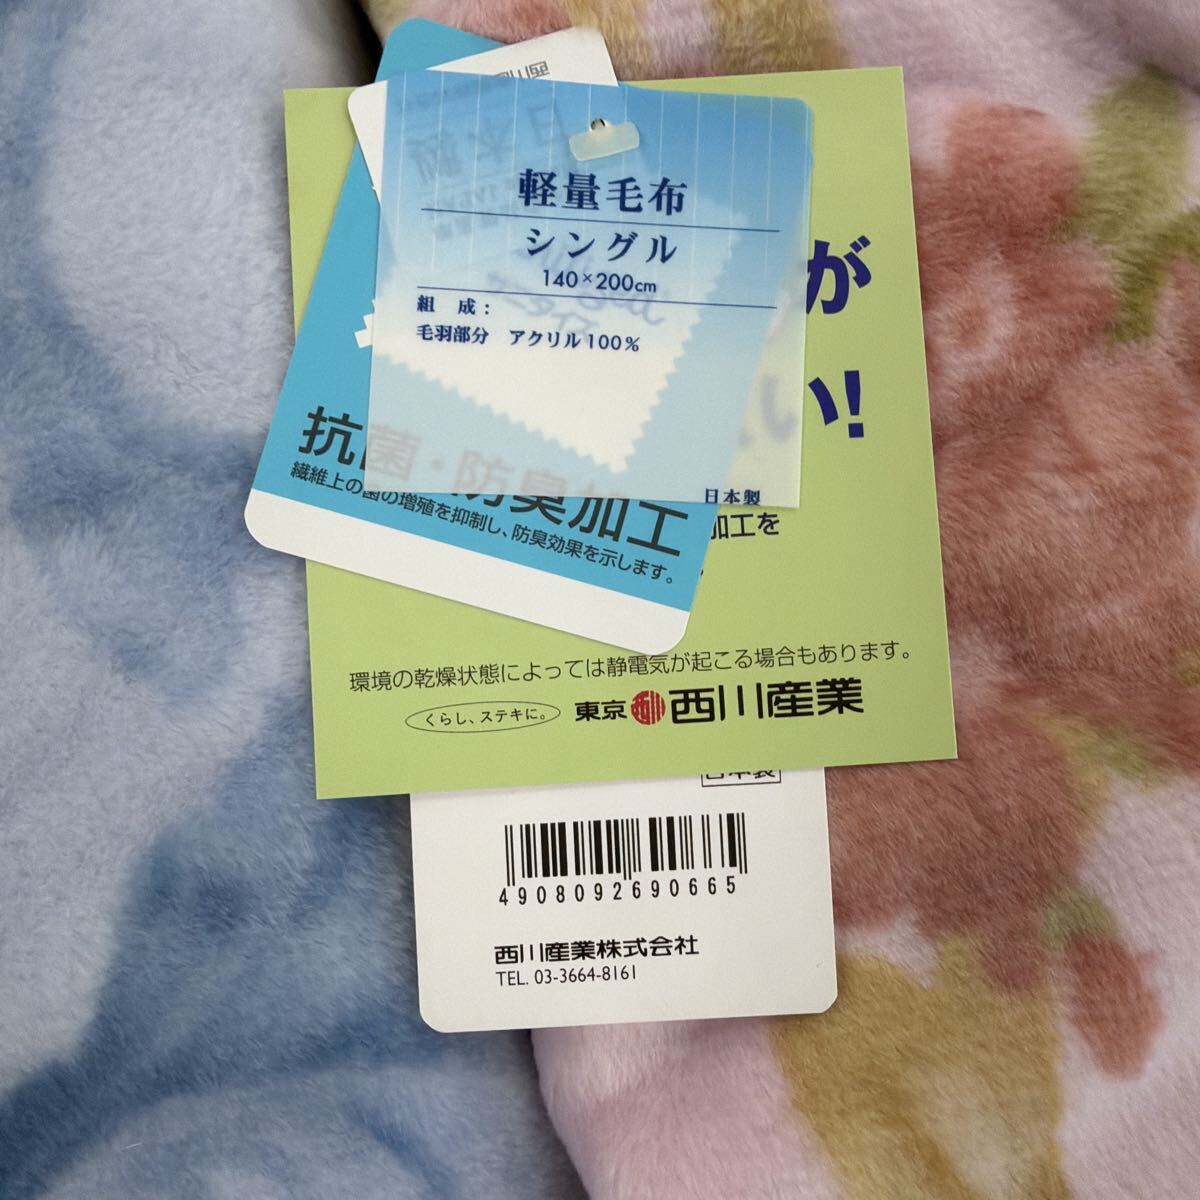 軽量毛布
シングル
140×200cm
組 成：
毛羽部分 アクリル100%
日本製
が
い!
抗菌・防臭加工
繊維上の菌の増殖を抑制し、防臭効果を示します。
加工を
環境の乾燥状態によっては静電気が起こる場合もあります。
くらし、ステキに。 東京 西川 西川産業
日本製
4908092690665
西川産業株式会社
TEL. 03-3664-8161